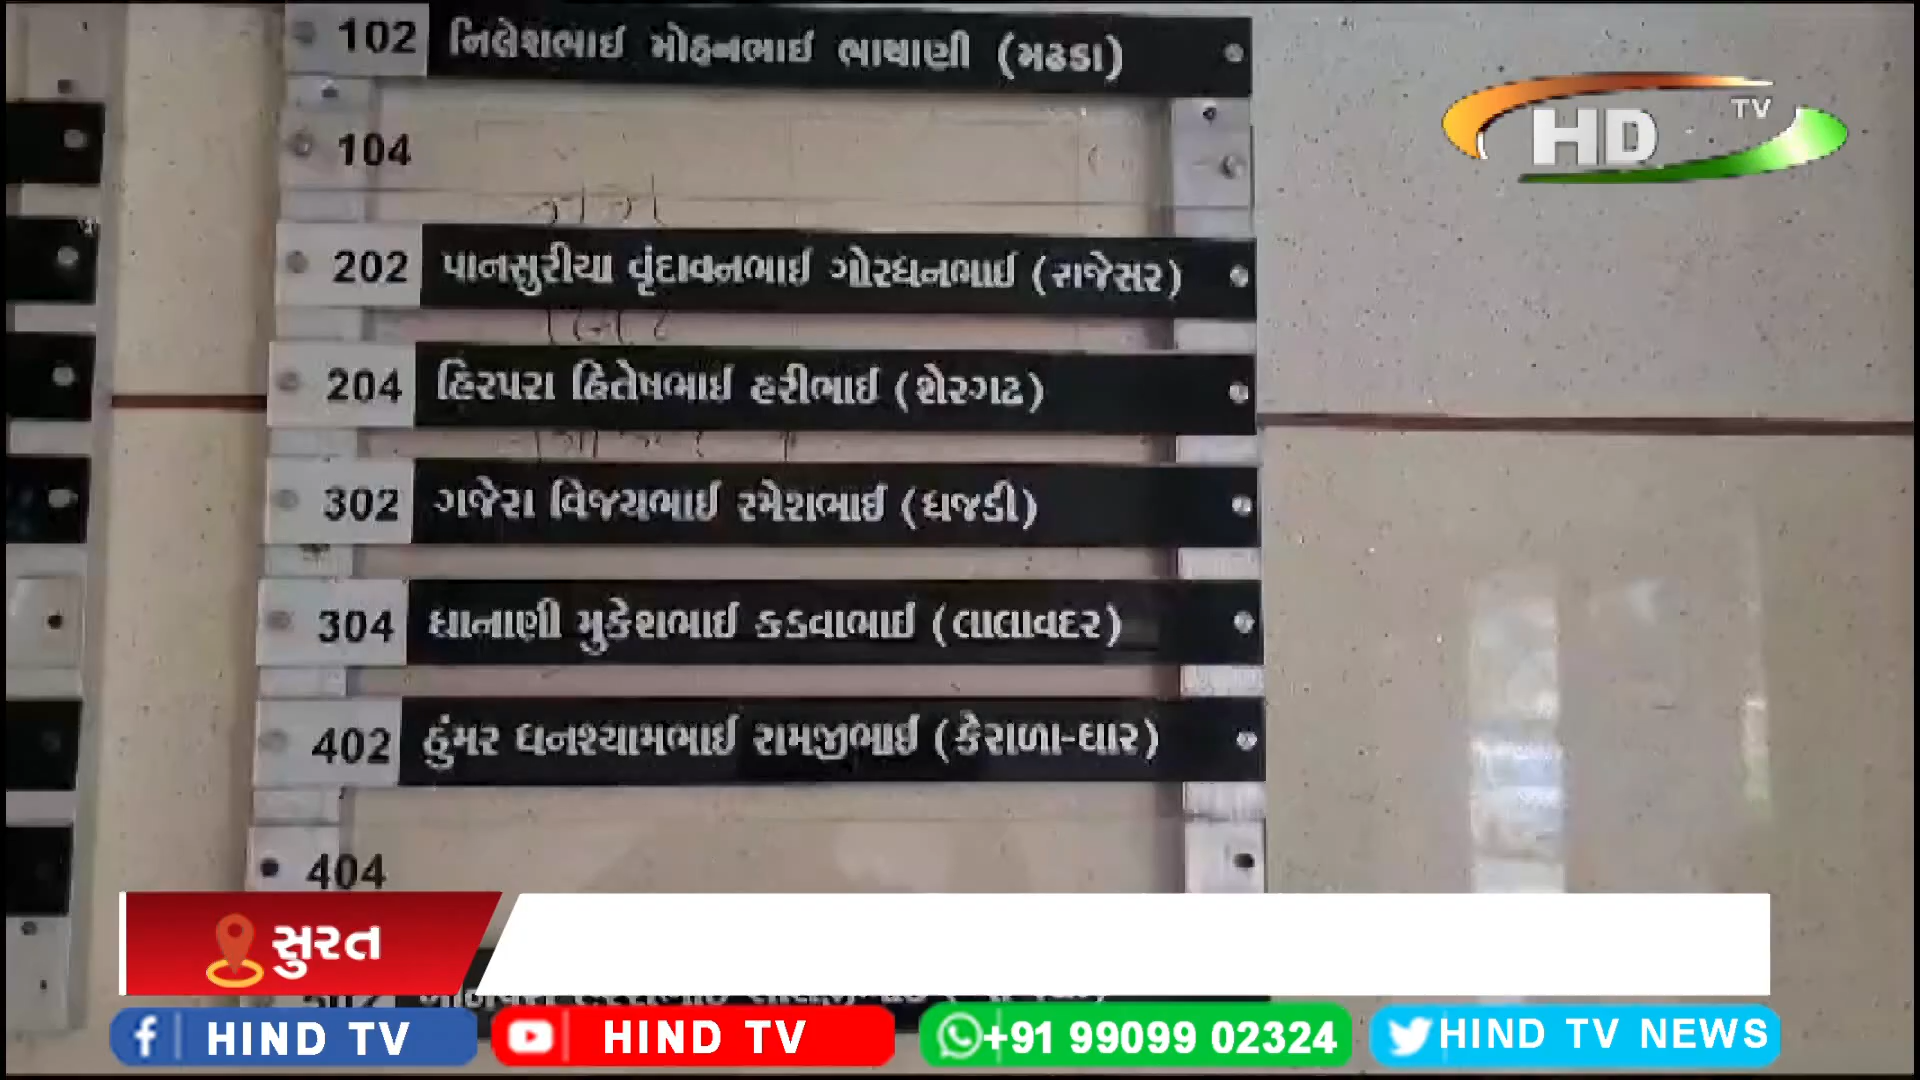 102 નિલેશભાઈ મોહનભાઈ ભાથાણી (મઢડા)
HD TV
104
202 પાનસુરીયા વૃંદાવનભાઈ ગોરધનભાઈ (રાજેસર)
204 હિરપરા હિતેષભાઈ હરીભાઈ (શેરગઢ)
302 ગજેરા વિજયભાઈ રમેશભાઈ (ધજડી)
304 ધાનાણી મુકેશભાઈ કડવાભાઈ (લાલાવદર)
402 હુંમર ઘનશ્યામભાઈ રામજીભાઈ (કેરાળા-ધાર)
404
સુરત
HIND TV
HIND TV
+91 99099 02324
HIND TV NEWS